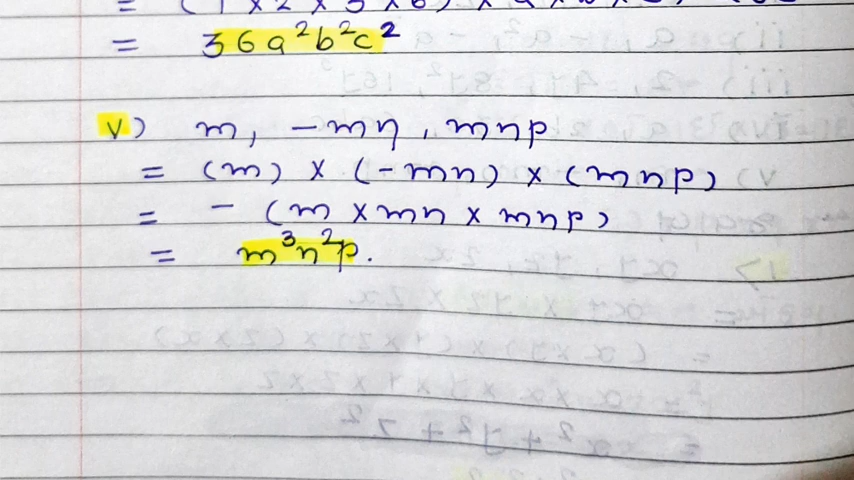 = 36a²b²c²
v) m, -mn, mnp
= (m) × (-mn) × (mnp)
= - (m × mn × mnp)
= m³n²p.